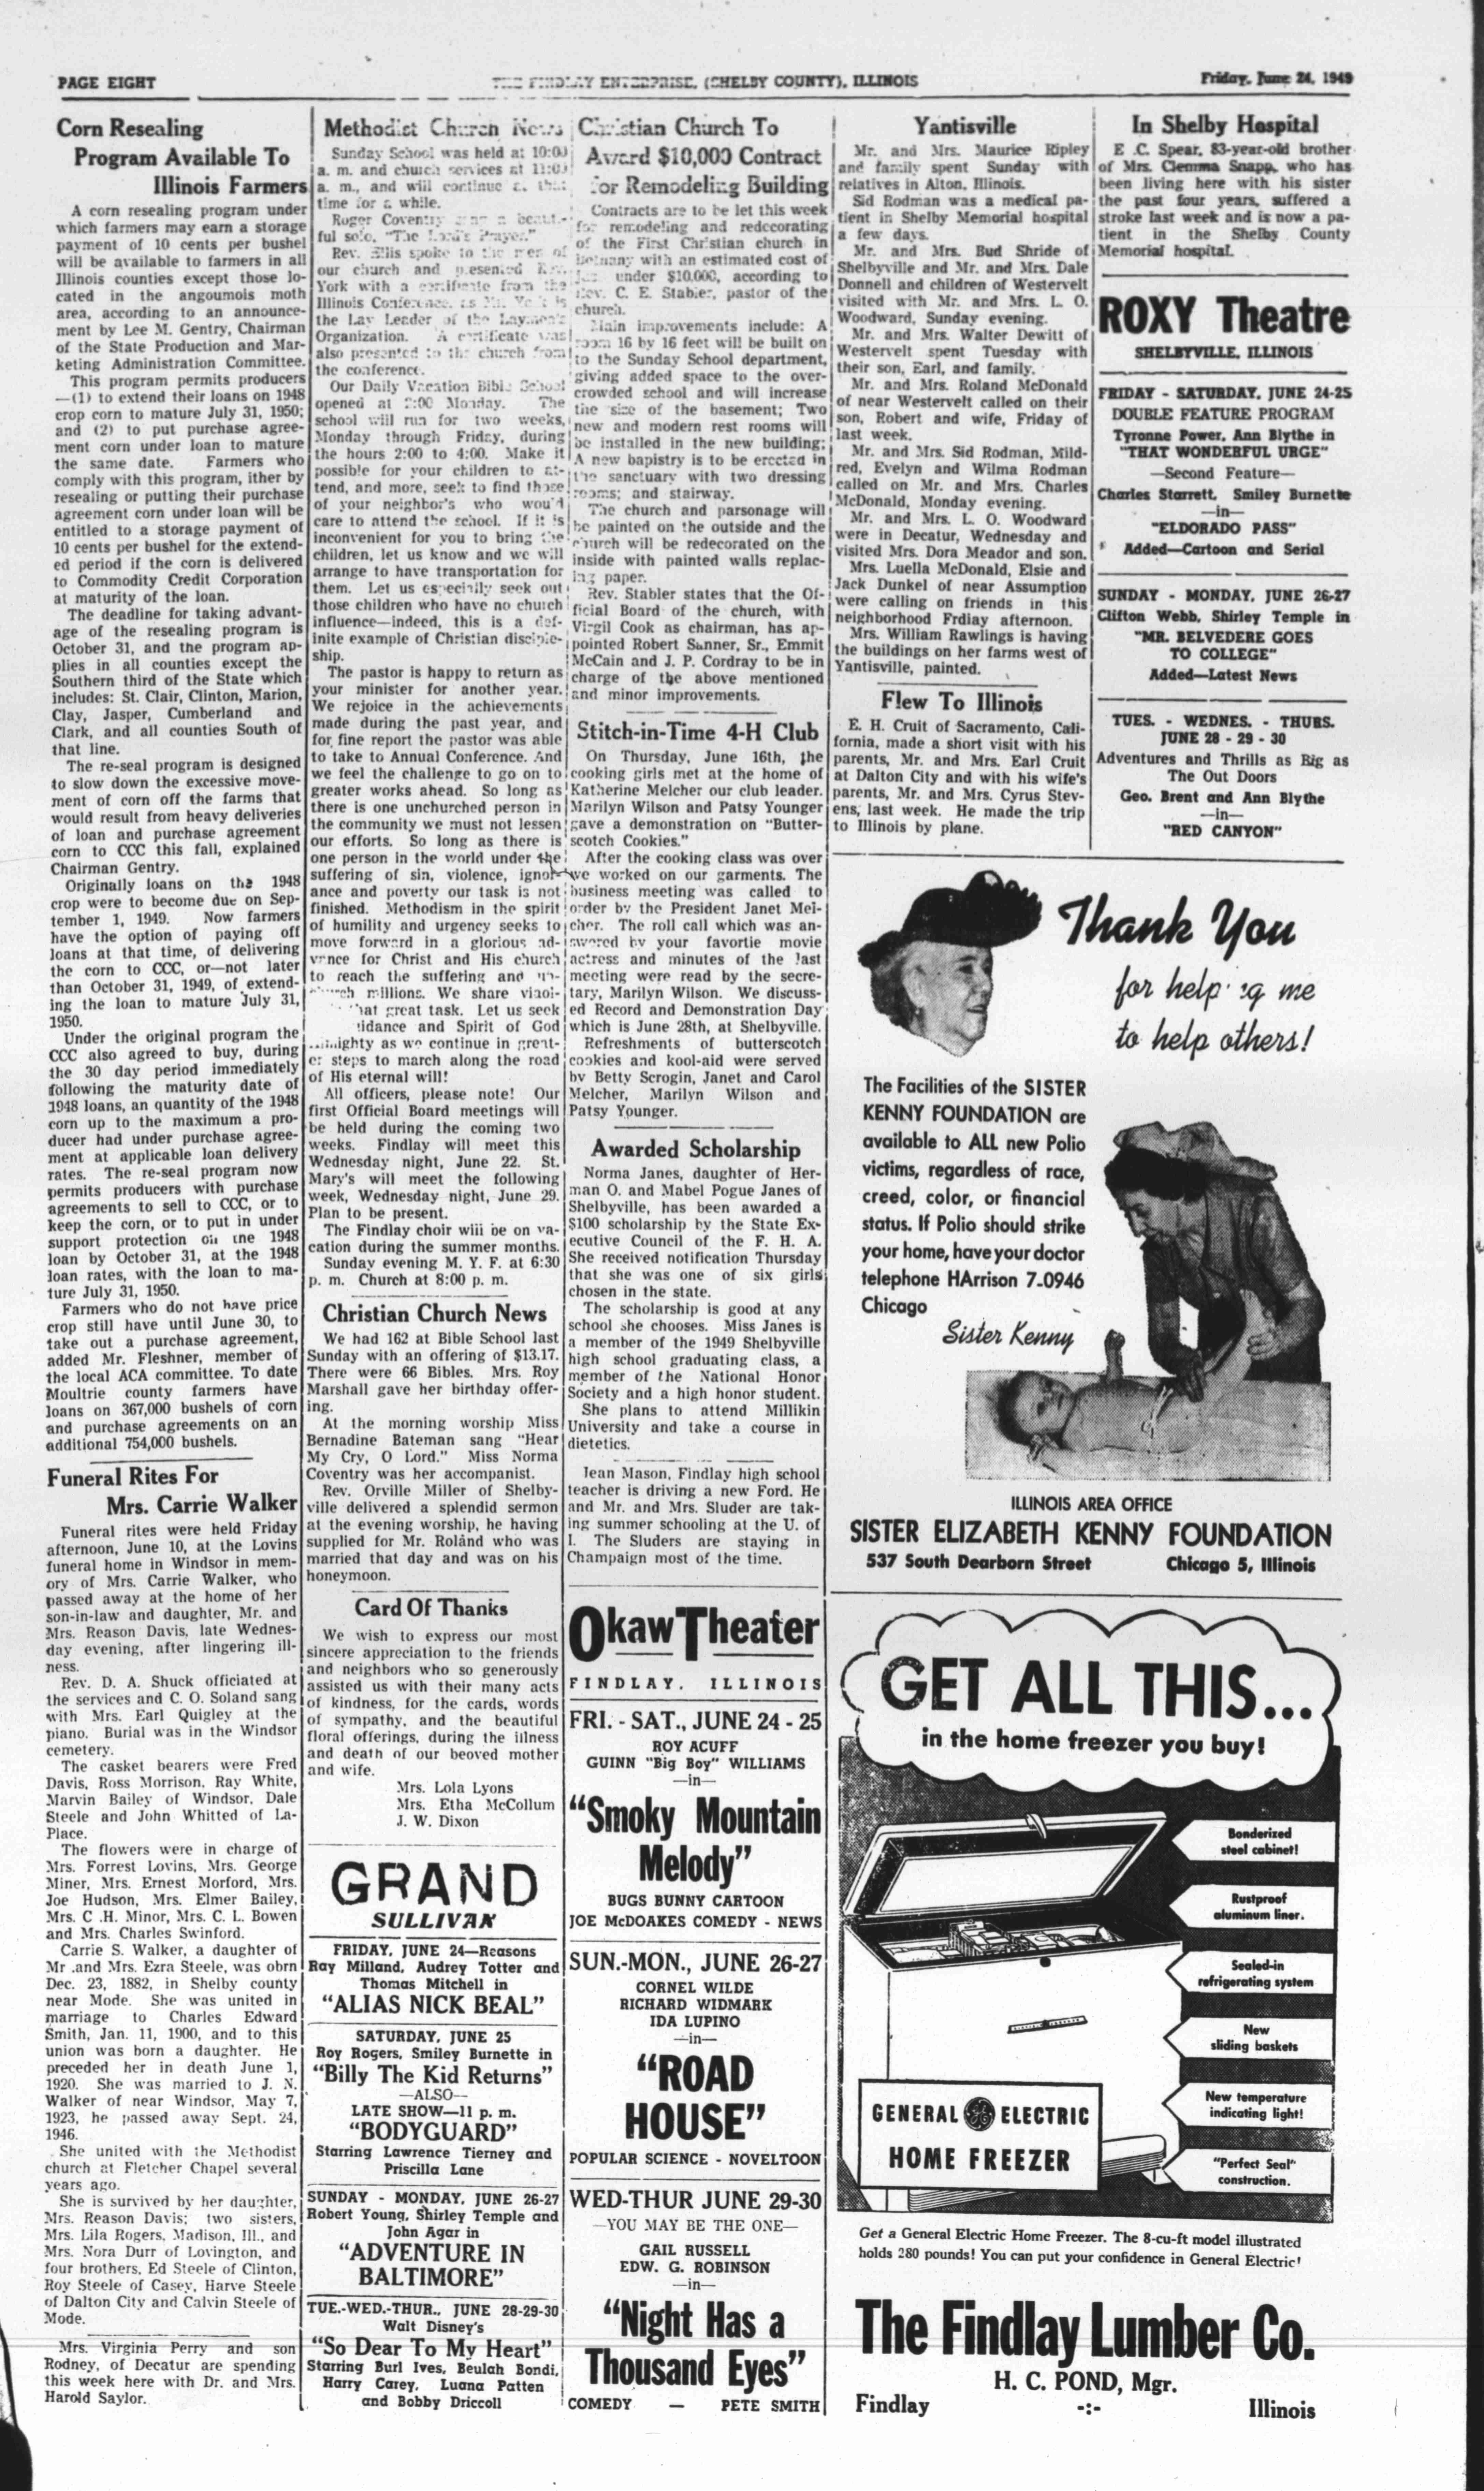 PAGE EIGHT
THE FINDLAY ENTERPRISE, (SHELBY COUNTY), ILLINOIS
Friday, June 24, 1949
Corn Resealing
Program Available To
Illinois Farmers
A corn resealing program under
which farmers may earn a storage
payment of 10 cents per bushel
will be available to farmers in all
Illinois counties except those lo-
cated in the angoumois moth
area, according to an announce-
ment by Lee M. Gentry, Chairman
of the State Production and Mar-
keting Administration Committee.
This program permits producers
—(1) to extend their loans on 1948
crop corn to mature July 31, 1950;
and (2) to put purchase agree-
ment corn under loan to mature
the same date. Farmers who
comply with this program, ither by
resealing or putting their purchase
agreement corn under loan will be
entitled to a storage payment of
10 cents per bushel for the extend-
ed period if the corn is delivered
to Commodity Credit Corporation
at maturity of the loan.
The deadline for taking advant-
age of the resealing program is
October 31, and the program ap-
plies in all counties except the
Southern third of the State which
includes: St. Clair, Clinton, Marion,
Clay, Jasper, Cumberland and
Clark, and all counties South of
that line.
The re-seal program is designed
to slow down the excessive move-
ment of corn off the farms that
would result from heavy deliveries
of loan and purchase agreement
corn to CCC this fall, explained
Chairman Gentry.
Originally loans on the 1948
crop were to become due on Sep-
tember 1, 1949. Now farmers
have the option of paying off
loans at that time, of delivering
the corn to CCC, or—not later
than October 31, 1949, of extend-
ing the loan to mature July 31,
1950.
Under the original program the
CCC also agreed to buy, during
the 30 day period immediately
following the maturity date of
1948 loans, an quantity of the 1948
corn up to the maximum a pro-
ducer had under purchase agree-
ment at applicable loan delivery
rates. The re-seal program now
permits producers with purchase
agreements to sell to CCC, or to
keep the corn, or to put in under
support protection on the 1948
loan by October 31, at the 1948
loan rates, with the loan to ma-
ture July 31, 1950.
Farmers who do not have price
crop still have until June 30, to
take out a purchase agreement,
added Mr. Fleshner, member of
the local ACA committee. To date
Moultrie county farmers have
loans on 367,000 bushels of corn
and purchase agreements on an
additional 754,000 bushels.
Funeral Rites For
Mrs. Carrie Walker
Funeral rites were held Friday
afternoon, June 10, at the Lovins
funeral home in Windsor in mem-
ory of Mrs. Carrie Walker, who
passed away at the home of her
son-in-law and daughter, Mr. and
Mrs. Reason Davis, late Wednes-
day evening, after lingering ill-
ness.
Rev. D. A. Shuck officiated at
the services and C. O. Soland sang
with Mrs. Earl Quigley at the
piano. Burial was in the Windsor
cemetery.
The casket bearers were Fred
Davis, Ross Morrison, Ray White,
Marvin Bailey of Windsor, Dale
Steele and John Whitted of La-
Place.
The flowers were in charge of
Mrs. Forrest Lovins, Mrs. George
Miner, Mrs. Ernest Morford, Mrs.
Joe Hudson, Mrs. Elmer Bailey,
Mrs. C .H. Minor, Mrs. C. L. Bowen
and Mrs. Charles Swinford.
Carrie S. Walker, a daughter of
Mr .and Mrs. Ezra Steele, was obrn
Dec. 23, 1882, in Shelby county
near Mode. She was united in
marriage to Charles Edward
Smith, Jan. 11, 1900, and to this
union was born a daughter. He
preceded her in death June 1,
1920. She was married to J. N.
Walker of near Windsor, May 7,
1923, he passed away Sept. 24,
1946.
She united with the Methodist
church at Fletcher Chapel several
years ago.
She is survived by her daughter,
Mrs. Reason Davis; two sisters,
Mrs. Lila Rogers, Madison, Ill., and
Mrs. Nora Durr of Lovington, and
four brothers, Ed Steele of Clinton,
Roy Steele of Casey, Harve Steele
of Dalton City and Calvin Steele of
Mode.
Mrs. Virginia Perry and son
Rodney, of Decatur are spending
this week here with Dr. and Mrs.
Harold Saylor.
Methodist Church News
Sunday School was held at 10:00
a. m. and church services at 11:00
a. m., and will continue at that
time for a while.
Roger Coventry sang a beauti-
ful solo, "The Lord's Prayer."
Rev. Ellis spoke to the men of
our church and presented Rev.
York with a certificate from the
Illinois Conference, as Mr. York is
the Lay Leader of the Laymen's
Organization. A certificate was
also presented to the church from
the conference.
Our Daily Vacation Bible School
opened at 2:00 Monday. The
school will run for two weeks,
Monday through Friday, during
the hours 2:00 to 4:00. Make it
possible for your children to at-
tend, and more, seek to find those
of your neighbor's who would
care to attend the school. If it is
inconvenient for you to bring the
children, let us know and we will
arrange to have transportation for
them. Let us especially seek out
those children who have no church
influence—indeed, this is a def-
inite example of Christian disciple-
ship.
The pastor is happy to return as
your minister for another year.
We rejoice in the achievements
made during the past year, and
for fine report the pastor was able
to take to Annual Conference. And
we feel the challenge to go on to
greater works ahead. So long as
there is one unchurched person in
the community we must not lessen
our efforts. So long as there is
one person in the world under the
suffering of sin, violence, ignor-
ance and poverty our task is not
finished. Methodism in the spirit
of humility and urgency seeks to
move forward in a glorious ad-
vance for Christ and His church
to reach the suffering and un-
church millions. We share
that great task. Let us seek
guidance and Spirit of God
Almighty as we continue in great-
er steps to march along the road
of His eternal will!
All officers, please note! Our
first Official Board meetings will
be held during the coming two
weeks. Findlay will meet this
Wednesday night, June 22. St.
Mary's will meet the following
week, Wednesday night, June 29.
Plan to be present.
The Findlay choir will be on va-
cation during the summer months.
Sunday evening M. Y. F. at 6:30
p. m. Church at 8:00 p. m.
Christian Church News
We had 162 at Bible School last
Sunday with an offering of $13.17.
There were 66 Bibles. Mrs. Roy
Marshall gave her birthday offer-
ing.
At the morning worship Miss
Bernadine Bateman sang "Hear
My Cry, O Lord." Miss Norma
Coventry was her accompanist.
Rev. Orville Miller of Shelby-
ville delivered a splendid sermon
at the evening worship, he having
supplied for Mr. Roland who was
married that day and was on his
honeymoon.
Card Of Thanks
We wish to express our most
sincere appreciation to the friends
and neighbors who so generously
assisted us with their many acts
of kindness, for the cards, words
of sympathy, and the beautiful
floral offerings, during the illness
and death of our beoved mother
and wife.
Mrs. Lola Lyons
Mrs. Etha McCollum
J. W. Dixon
GRAND
SULLIVAN
FRIDAY, JUNE 24—Reasons
Ray Milland, Audrey Totter and
Thomas Mitchell in
"ALIAS NICK BEAL"
SATURDAY, JUNE 25
Roy Rogers, Smiley Burnette in
"Billy The Kid Returns"
—ALSO—
LATE SHOW—11 p. m.
"BODYGUARD"
Starring Lawrence Tierney and
Priscilla Lane
SUNDAY - MONDAY, JUNE 26-27
Robert Young, Shirley Temple and
John Agar in
"ADVENTURE IN
BALTIMORE"
TUE.-WED.-THUR., JUNE 28-29-30
Walt Disney's
"So Dear To My Heart"
Starring Burl Ives, Beulah Bondi,
Harry Carey, Luana Patten
and Bobby Driccoll
Christian Church To
Award $10,000 Contract
For Remodeling Building
Contracts are to be let this week
for remodeling and redecorating
of the First Christian church in
Bethany with an estimated cost of
just under $10,000, according to
Rev. C. E. Stabler, pastor of the
church.
Main improvements include: A
room 16 by 16 feet will be built on
to the Sunday School department,
giving added space to the over-
crowded school and will increase
the size of the basement; Two
new and modern rest rooms will
be installed in the new building;
A new bapistry is to be erected in
the sanctuary with two dressing
rooms; and stairway.
The church and parsonage will
be painted on the outside and the
church will be redecorated on the
inside with painted walls replac-
ing paper.
Rev. Stabler states that the Of-
ficial Board of the church, with
Virgil Cook as chairman, has ap-
pointed Robert Sanner, Sr., Emmit
McCain and J. P. Cordray to be in
charge of the above mentioned
and minor improvements.
Stitch-in-Time 4-H Club
On Thursday, June 16th, the
cooking girls met at the home of
Katherine Melcher our club leader.
Marilyn Wilson and Patsy Younger
gave a demonstration on "Butter-
scotch Cookies."
After the cooking class was over
we worked on our garments. The
business meeting was called to
order by the President Janet Mel-
cher. The roll call which was an-
swered by your favortie movie
actress and minutes of the last
meeting were read by the secre-
tary, Marilyn Wilson. We discuss-
ed Record and Demonstration Day
which is June 28th, at Shelbyville.
Refreshments of butterscotch
cookies and kool-aid were served
by Betty Scrogin, Janet and Carol
Melcher, Marilyn Wilson and
Patsy Younger.
Awarded Scholarship
Norma Janes, daughter of Her-
man O. and Mabel Pogue Janes of
Shelbyville, has been awarded a
$100 scholarship by the State Ex-
ecutive Council of the F. H. A.
She received notification Thursday
that she was one of six girls
chosen in the state.
The scholarship is good at any
school she chooses. Miss Janes is
a member of the 1949 Shelbyville
high school graduating class, a
member of the National Honor
Society and a high honor student.
She plans to attend Millikin
University and take a course in
dietetics.
Jean Mason, Findlay high school
teacher is driving a new Ford. He
and Mr. and Mrs. Sluder are tak-
ing summer schooling at the U. of
I. The Sluders are staying in
Champaign most of the time.
Okaw Theater
FINDLAY, ILLINOIS
FRI. - SAT., JUNE 24 - 25
ROY ACUFF
GUINN "Big Boy" WILLIAMS
—in—
"Smoky Mountain
Melody"
BUGS BUNNY CARTOON
JOE McDOAKES COMEDY - NEWS
SUN.-MON., JUNE 26-27
CORNEL WILDE
RICHARD WIDMARK
IDA LUPINO
—in—
"ROAD
HOUSE"
POPULAR SCIENCE - NOVELTOON
WED-THUR JUNE 29-30
—YOU MAY BE THE ONE—
GAIL RUSSELL
EDW. G. ROBINSON
—in—
"Night Has a
Thousand Eyes"
COMEDY — PETE SMITH
Yantisville
Mr. and Mrs. Maurice Ripley
and family spent Sunday with
relatives in Alton, Illinois.
Sid Rodman was a medical pa-
tient in Shelby Memorial hospital
a few days.
Mr. and Mrs. Bud Shride of
Shelbyville and Mr. and Mrs. Dale
Donnell and children of Westervelt
visited with Mr. and Mrs. L. O.
Woodward, Sunday evening.
Mr. and Mrs. Walter Dewitt of
Westervelt spent Tuesday with
their son, Earl, and family.
Mr. and Mrs. Roland McDonald
of near Westervelt called on their
son, Robert and wife, Friday of
last week.
Mr. and Mrs. Sid Rodman, Mild-
red, Evelyn and Wilma Rodman
called on Mr. and Mrs. Charles
McDonald, Monday evening.
Mr. and Mrs. L. O. Woodward
were in Decatur, Wednesday and
visited Mrs. Dora Meador and son.
Mrs. Luella McDonald, Elsie and
Jack Dunkel of near Assumption
were calling on friends in this
neighborhood Frdiay afternoon.
Mrs. William Rawlings is having
the buildings on her farms west of
Yantisville, painted.
Flew To Illinois
E. H. Cruit of Sacramento, Cali-
fornia, made a short visit with his
parents, Mr. and Mrs. Earl Cruit
at Dalton City and with his wife's
parents, Mr. and Mrs. Cyrus Stev-
ens, last week. He made the trip
to Illinois by plane.
In Shelby Hospital
E .C. Spear, 83-year-old brother
of Mrs. Clemma Snapp, who has
been living here with his sister
the past four years, suffered a
stroke last week and is now a pa-
tient in the Shelby County
Memorial hospital.
ROXY Theatre
SHELBYVILLE, ILLINOIS
FRIDAY - SATURDAY, JUNE 24-25
DOUBLE FEATURE PROGRAM
Tyronne Power, Ann Blythe in
"THAT WONDERFUL URGE"
—Second Feature—
Charles Starrett, Smiley Burnette
—in—
"ELDORADO PASS"
Added—Cartoon and Serial
SUNDAY - MONDAY, JUNE 26-27
Clifton Webb, Shirley Temple in
"MR. BELVEDERE GOES
TO COLLEGE"
Added—Latest News
TUES. - WEDNES. - THURS.
JUNE 28 - 29 - 30
Adventures and Thrills as Big as
The Out Doors
Geo. Brent and Ann Blythe
—in—
"RED CANYON"
Thank You
for helping me
to help others!
The Facilities of the SISTER
KENNY FOUNDATION are
available to ALL new Polio
victims, regardless of race,
creed, color, or financial
status. If Polio should strike
your home, have your doctor
telephone HArrison 7-0946
Chicago
Sister Kenny
ILLINOIS AREA OFFICE
SISTER ELIZABETH KENNY FOUNDATION
537 South Dearborn Street Chicago 5, Illinois
GET ALL THIS...
in the home freezer you buy!
Bonderized
steel cabinet!
Rustproof
aluminum liner.
Sealed-in
refrigerating system
New
sliding baskets
New temperature
indicating light!
"Perfect Seal"
construction.
GENERAL GE ELECTRIC
HOME FREEZER
Get a General Electric Home Freezer. The 8-cu-ft model illustrated
holds 280 pounds! You can put your confidence in General Electric!
The Findlay Lumber Co.
H. C. POND, Mgr.
Findlay -:- Illinois